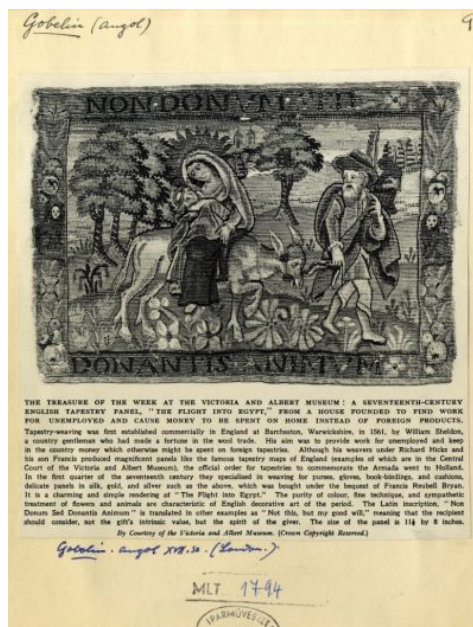 Gobelin (angol)
NON DONVM SED
DONANTIS ANIMVM
THE TREASURE OF THE WEEK AT THE VICTORIA AND ALBERT MUSEUM: A SEVENTEENTH-CENTURY
ENGLISH TAPESTRY PANEL, "THE FLIGHT INTO EGYPT," FROM A HOUSE FOUNDED TO FIND WORK
FOR UNEMPLOYED AND CAUSE MONEY TO BE SPENT ON HOME INSTEAD OF FOREIGN PRODUCTS.
Tapestry-weaving was first established commercially in England at Barcheston, Warwickshire, in 1561, by William Sheldon,
a country gentleman who had made a fortune in the wool trade. His aim was to provide work for unemployed and keep
in the country money which otherwise might be spent on foreign tapestries. Although his weavers under Richard Hicks and
his son Francis produced magnificent panels like the famous tapestry maps of England (examples of which are in the Central
Court of the Victoria and Albert Museum), the official order for tapestries to commemorate the Armada went to Holland.
In the first quarter of the seventeenth century they specialised in weaving for purses, gloves, book-bindings, and cushions,
delicate panels in silk, gold, and silver such as the above, which was bought under the bequest of Francis Reubell Bryan.
It is a charming and simple rendering of "The Flight into Egypt." The purity of colour, fine technique, and sympathetic
treatment of flowers and animals are characteristic of English decorative art of the period. The Latin inscription, "Non
Donum Sed Donantis Animum" is translated in other examples as "Not this, but my good will," meaning that the recipient
should consider, not the gift's intrinsic value, but the spirit of the giver. The size of the panel is 11½ by 8 inches.
By Courtesy of the Victoria and Albert Museum. (Crown Copyright Reserved.)
Gobelin. angol XVII. sz. (London.)
MLT 1794
IPARMŰVÉSZETI